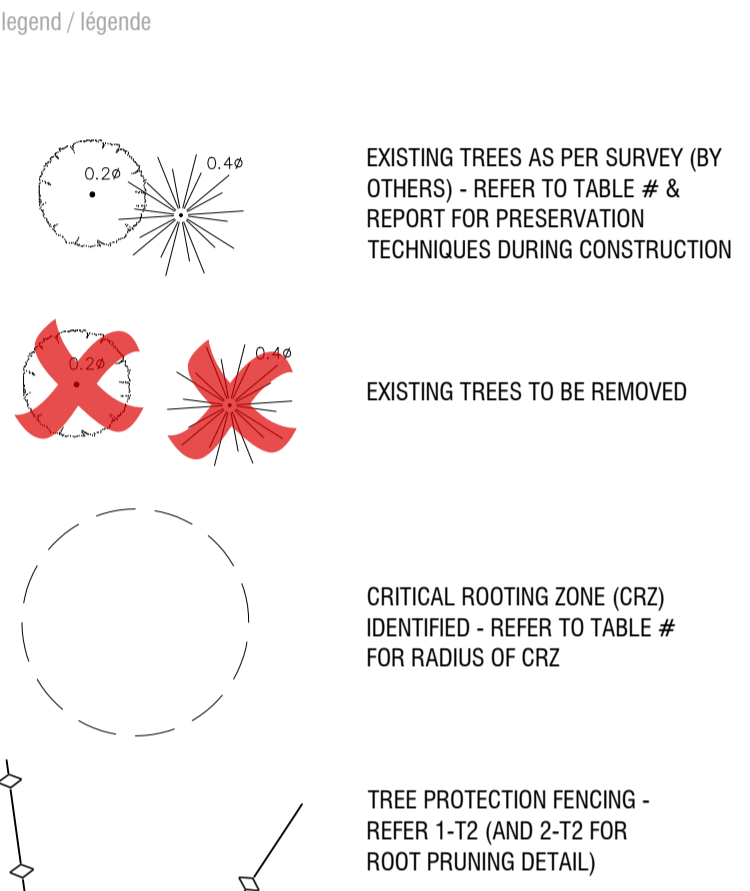 legend / légende
0.2ø
0.4ø
EXISTING TREES AS PER SURVEY (BY
OTHERS) - REFER TO TABLE # &
REPORT FOR PRESERVATION
TECHNIQUES DURING CONSTRUCTION
0.2ø
0.4ø
EXISTING TREES TO BE REMOVED
CRITICAL ROOTING ZONE (CRZ)
IDENTIFIED - REFER TO TABLE #
FOR RADIUS OF CRZ
TREE PROTECTION FENCING -
REFER 1-T2 (AND 2-T2 FOR
ROOT PRUNING DETAIL)